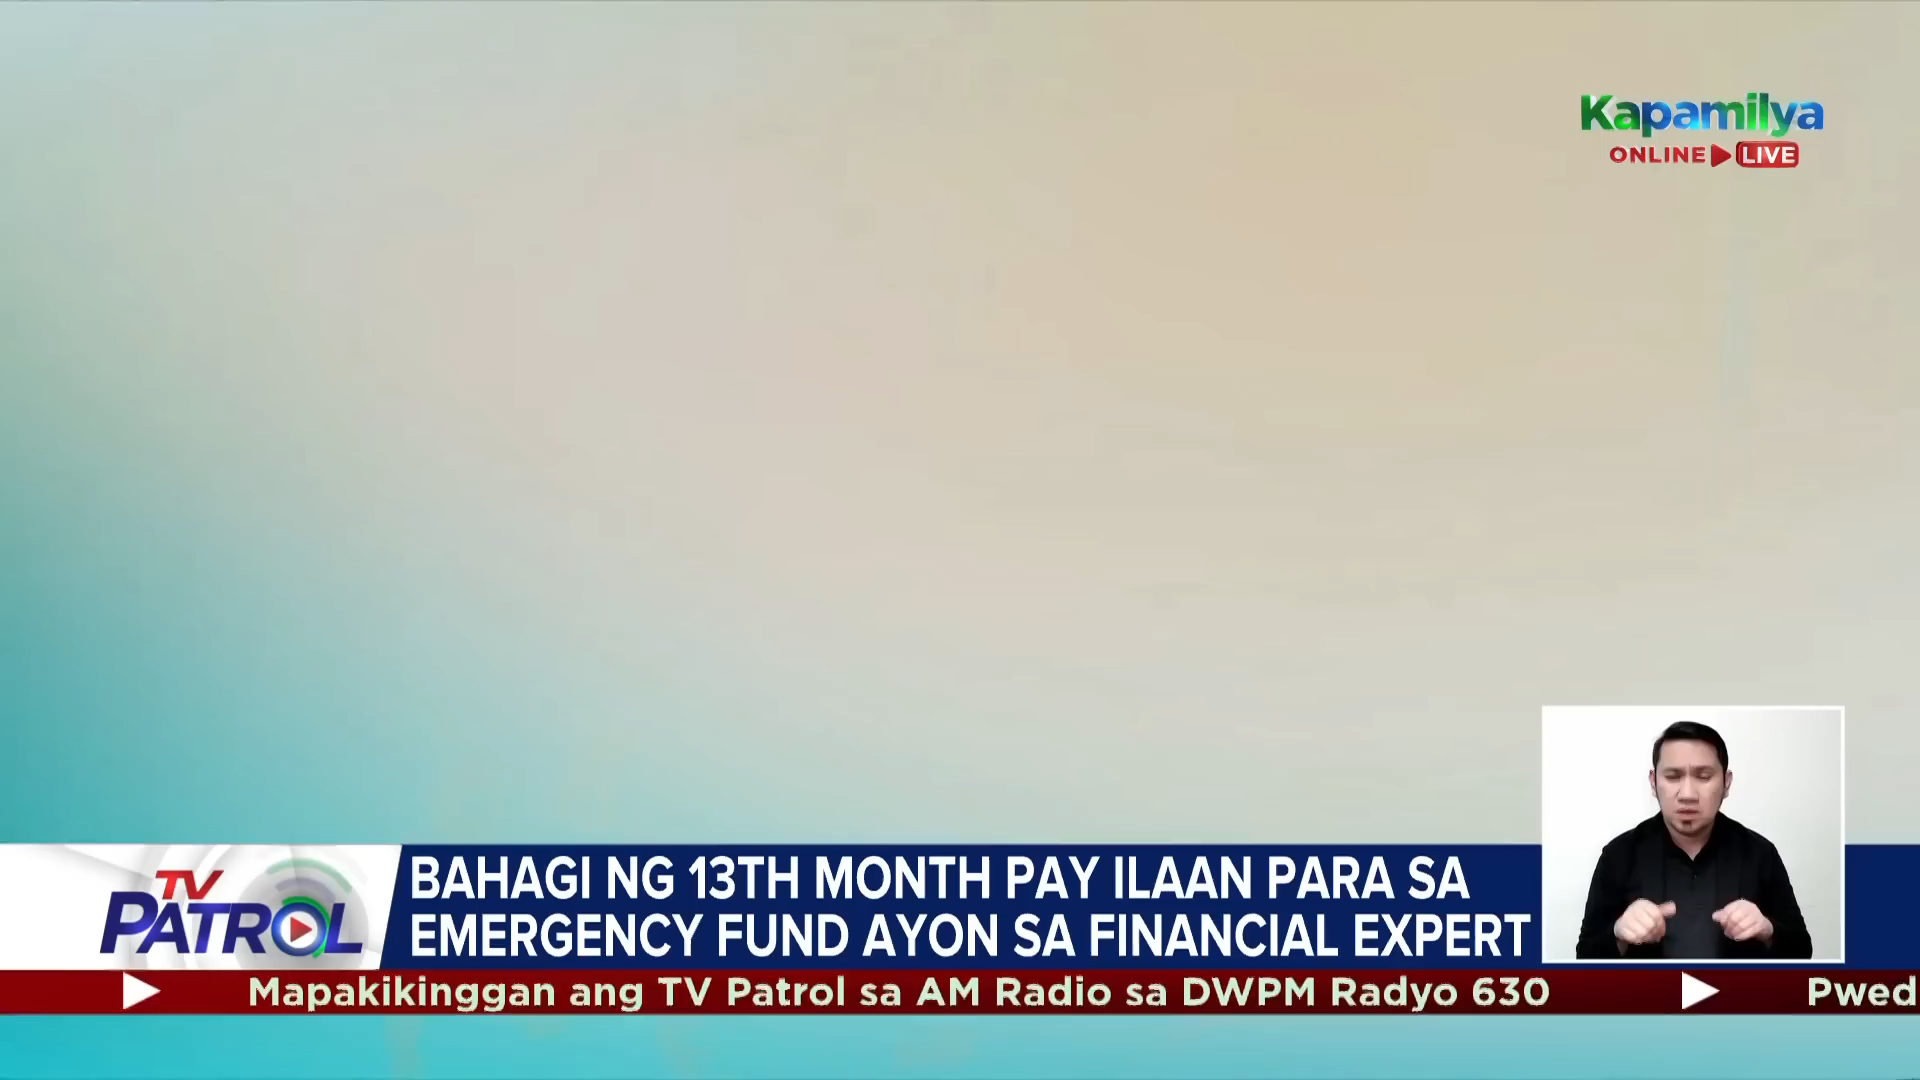 Kapamilya
ONLINE LIVE
TV
PATROL
BAHAGI NG 13TH MONTH PAY ILAAN PARA SA
EMERGENCY FUND AYON SA FINANCIAL EXPERT
Mapakikinggan ang TV Patrol sa AM Radio sa DWPM Radyo 630
Pwed